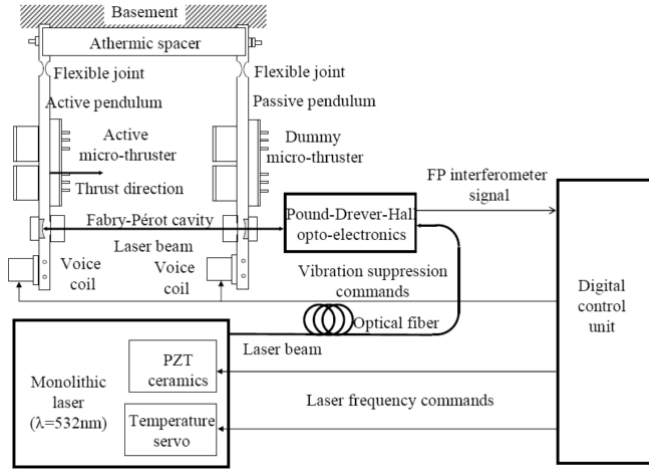 Basement
Athermic spacer
Flexible joint
Flexible joint
Active pendulum
Passive pendulum
Active
micro-thruster
Dummy
micro-thruster
Thrust direction
FP interferometer
signal
Fabry-Pérot cavity
Pound-Drever-Hall
opto-electronics
Laser beam
Voice
coil
Voice
coil
Vibration suppression
commands
Digital
control
unit
Optical fiber
Laser beam
PZT
ceramics
Monolithic
laser
(λ=532nm)
Laser frequency commands
Temperature
servo